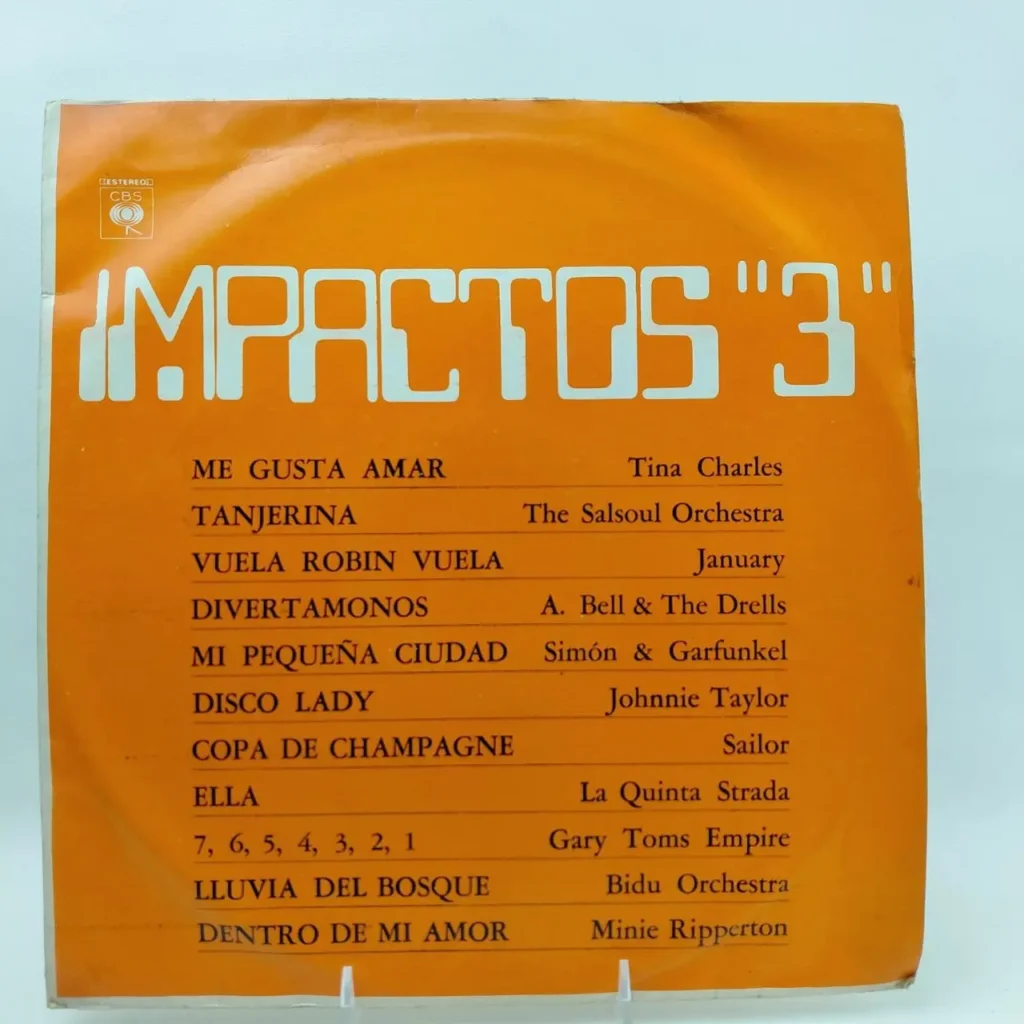 ESTEREO
CBS
IMPACTOS "3"
ME GUSTA AMAR Tina Charles
TANJERINA The Salsoul Orchestra
VUELA ROBIN VUELA January
DIVERTAMONOS A. Bell & The Drells
MI PEQUEÑA CIUDAD Simón & Garfunkel
DISCO LADY Johnnie Taylor
COPA DE CHAMPAGNE Sailor
ELLA La Quinta Strada
7, 6, 5, 4, 3, 2, 1 Gary Toms Empire
LLUVIA DEL BOSQUE Bidu Orchestra
DENTRO DE MI AMOR Minie Ripperton